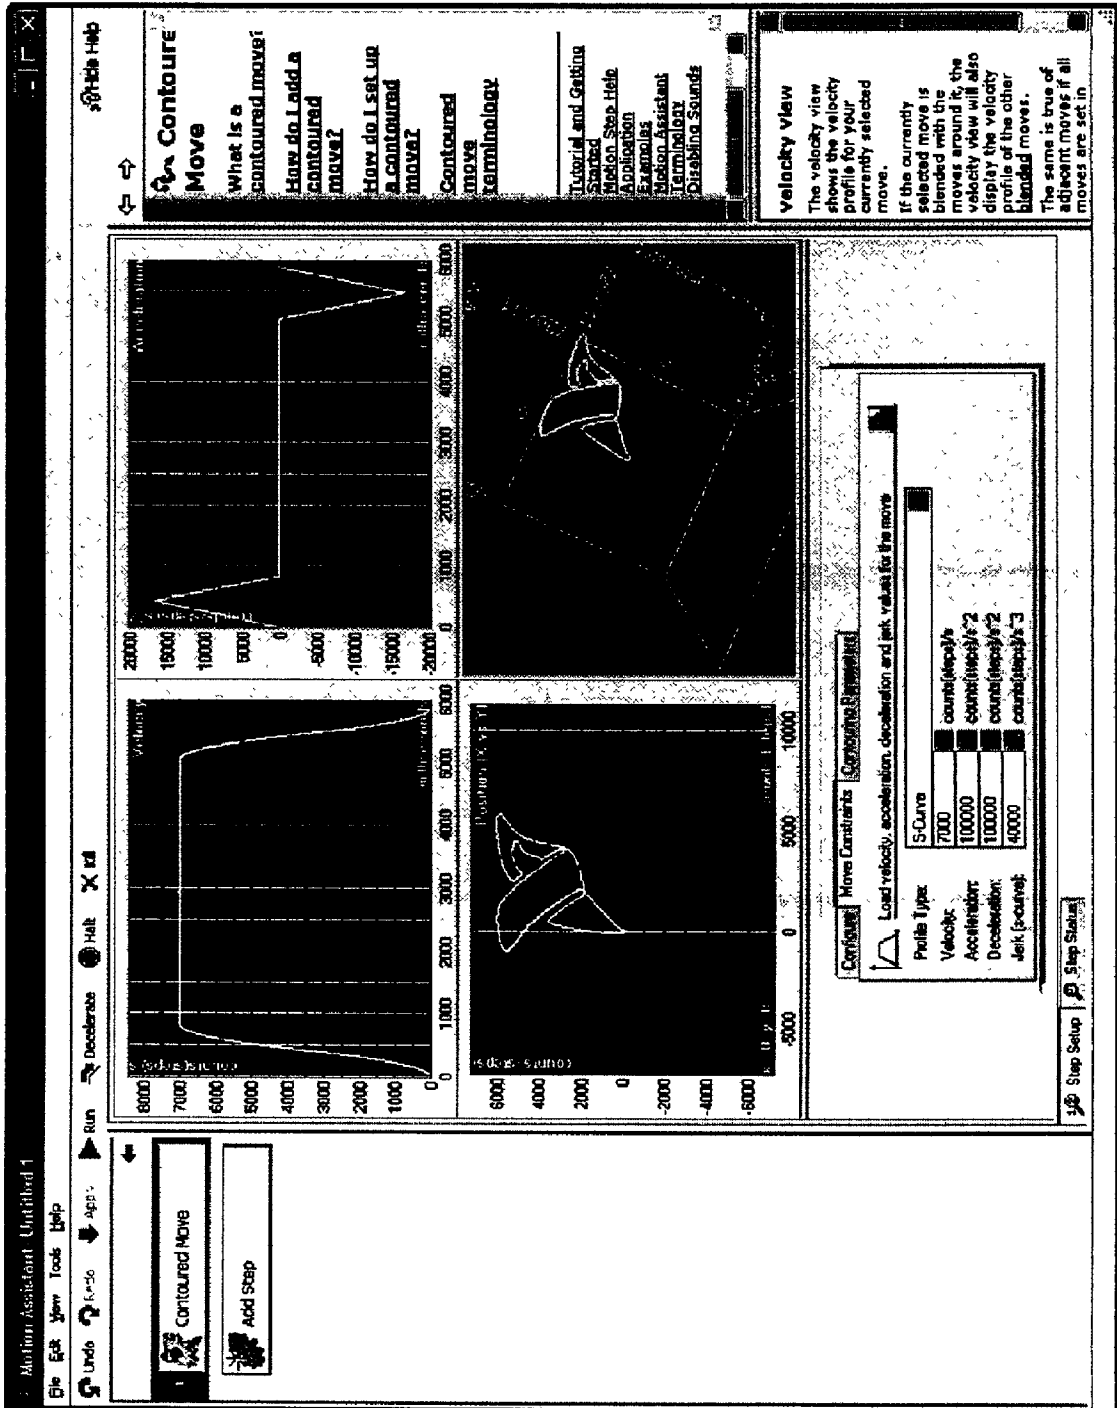 Motion Assistant Untitled 1
File Edit View Tools Help
Undo Redo Apply Run Decelerate Halt Kill
Hide Help
1 Contoured Move
Add Step
8000
7000
6000
5000
4000
3000
2000
1000
0
0 1000 2000 3000 4000 5000 6000
20000
15000
10000
5000
0
-5000
-10000
-15000
-20000
0 1000 2000 3000 4000 5000 6000
6000
4000
2000
0
-2000
-4000
-6000
-5000 0 5000 10000
Configure Move Constraints Contouring Parameters
Load velocity, acceleration, deceleration and jerk values for the move
Profile Type: S-Curve
Velocity: 7000 counts(steps)/s
Acceleration: 100000 counts(steps)/s^2
Deceleration: 100000 counts(steps)/s^2
Jerk (s-curve): 40000 counts(steps)/s^3
Step Setup Step Status
Contoure
Move
What is a
contoured move?
How do I add a
contoured
move?
How do I set up
a contoured
move?
Contoured
move
terminology
Tutorial and Getting
Started
Motion Step Help
Application
Examples
Motion Assistant
Terminology
Disabling Sounds
Velocity View
The velocity view
shows the velocity
profile for your
currently selected
move.
If the currently
selected move is
blended with the
moves around it, the
velocity view will also
display the velocity
profile of the other
blended moves.
The same is true of
adjacent moves if all
moves are set in